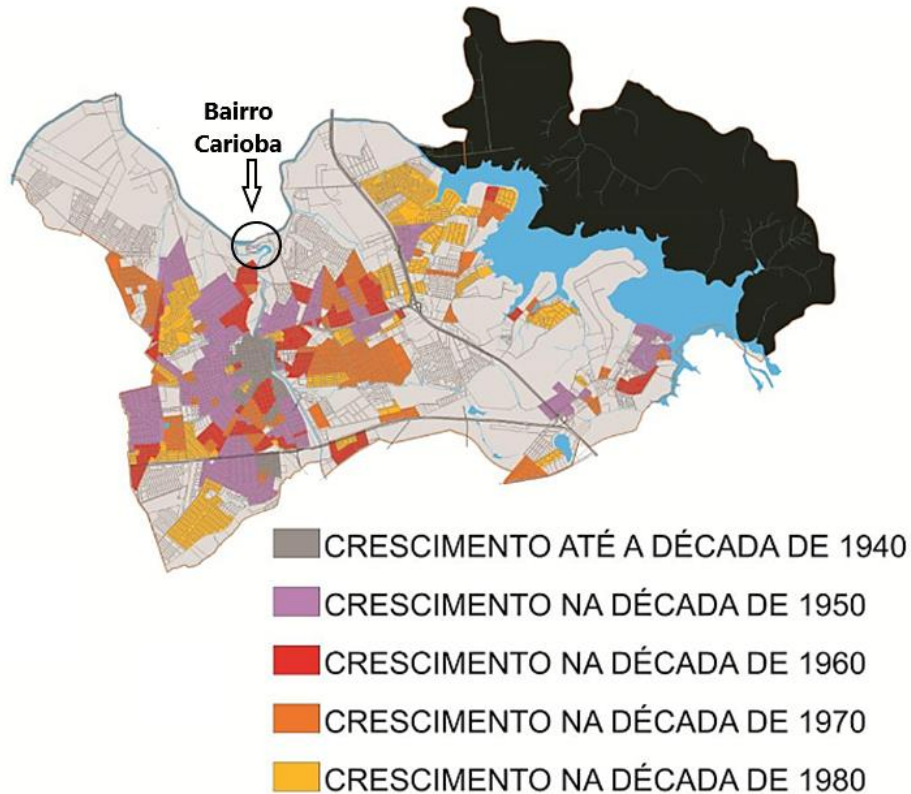 Bairro
Carioba
CRESCIMENTO ATÉ A DÉCADA DE 1940
CRESCIMENTO NA DÉCADA DE 1950
CRESCIMENTO NA DÉCADA DE 1960
CRESCIMENTO NA DÉCADA DE 1970
CRESCIMENTO NA DÉCADA DE 1980